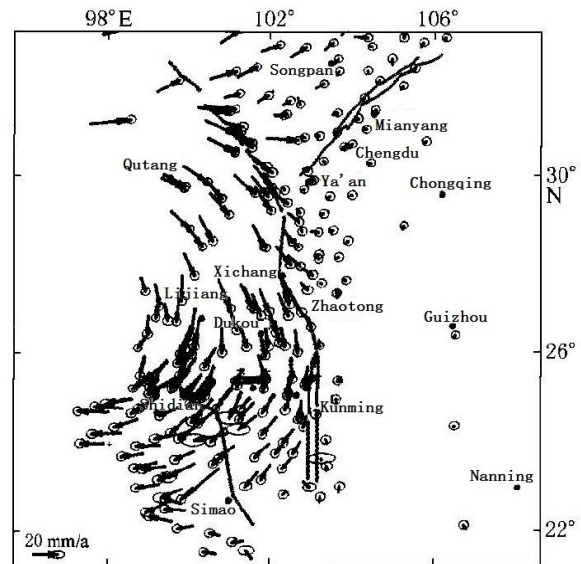 98°E
102°
106°
Songpan
Mianyang
Chengdu
Qutang
Ya'an
Chongqing
30°
N
Xichang
Lijiang
Zhaotong
Dukou
Guizhou
26°
Shidian
Kunming
Nanning
Simao
20 mm/a
22°